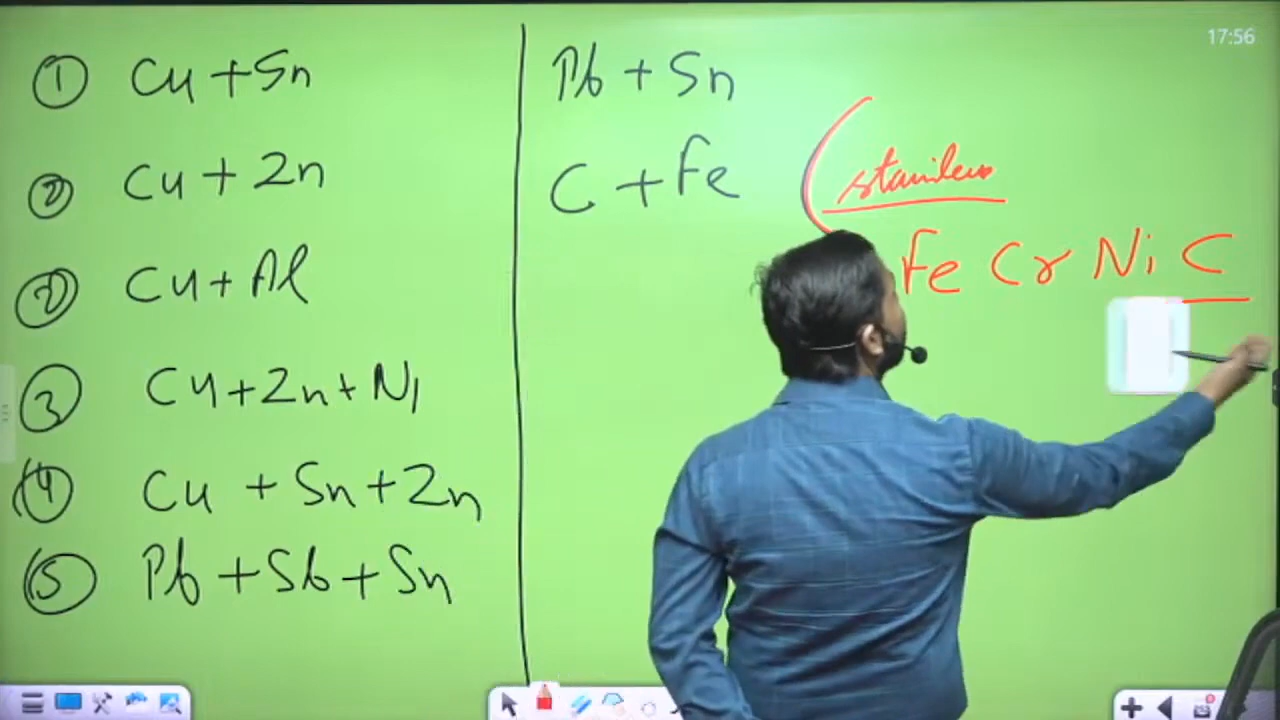 ① Cu + Sn
② Cu + Zn
② Cu + Al
③ Cu + Zn + Ni
④ Cu + Sn + Zn
⑤ Pb + Sb + Sn
Pb + Sn
C + Fe
stainless
Fe Cr Ni C
17:56